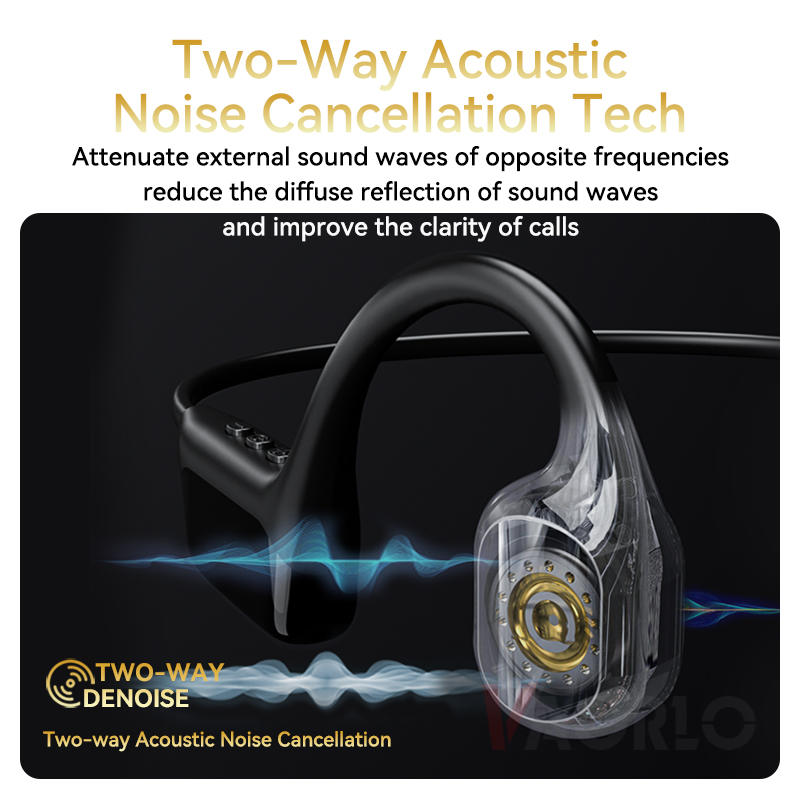 Two-Way Acoustic
Noise Cancellation Tech
Attenuate external sound waves of opposite frequencies
reduce the diffuse reflection of sound waves
and improve the clarity of calls
TWO-WAY
DENOISE
Two-way Acoustic Noise Cancellation
VAORLO